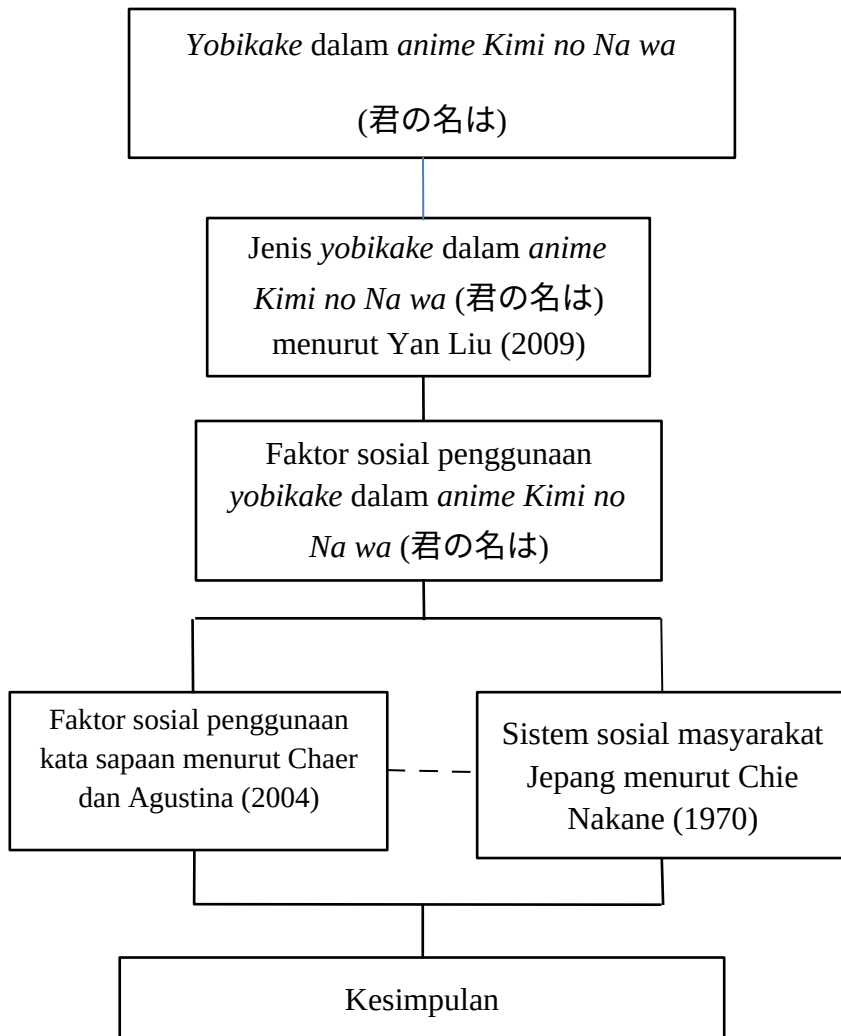 Yobikake dalam anime Kimi no Na wa
(君の名は)
Jenis yobikake dalam anime
Kimi no Na wa (君の名は)
menurut Yan Liu (2009)
Faktor sosial penggunaan
yobikake dalam anime Kimi no
Na wa (君の名は)
Faktor sosial penggunaan
kata sapaan menurut Chaer
dan Agustina (2004)
Sistem sosial masyarakat
Jepang menurut Chie
Nakane (1970)
Kesimpulan